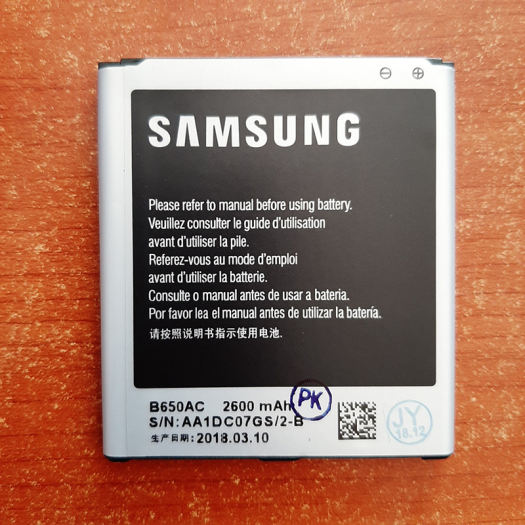 SAMSUNG
Please refer to manual before using battery.
Veuillez consulter le guide d'utilisation
avant d'utiliser la pile.
Referez-vous au mode d'emploi
avant d'utiliser la batterie.
Consulte o manual antes de usar a bateria.
Por favor lea el manual antes de utilizar la batería.
请按照说明书指示使用电池.
B650AC 2600 mAh
PK
S/N: AA1DC07GS/2-B
生产日期: 2018.03.10
JY
18.12